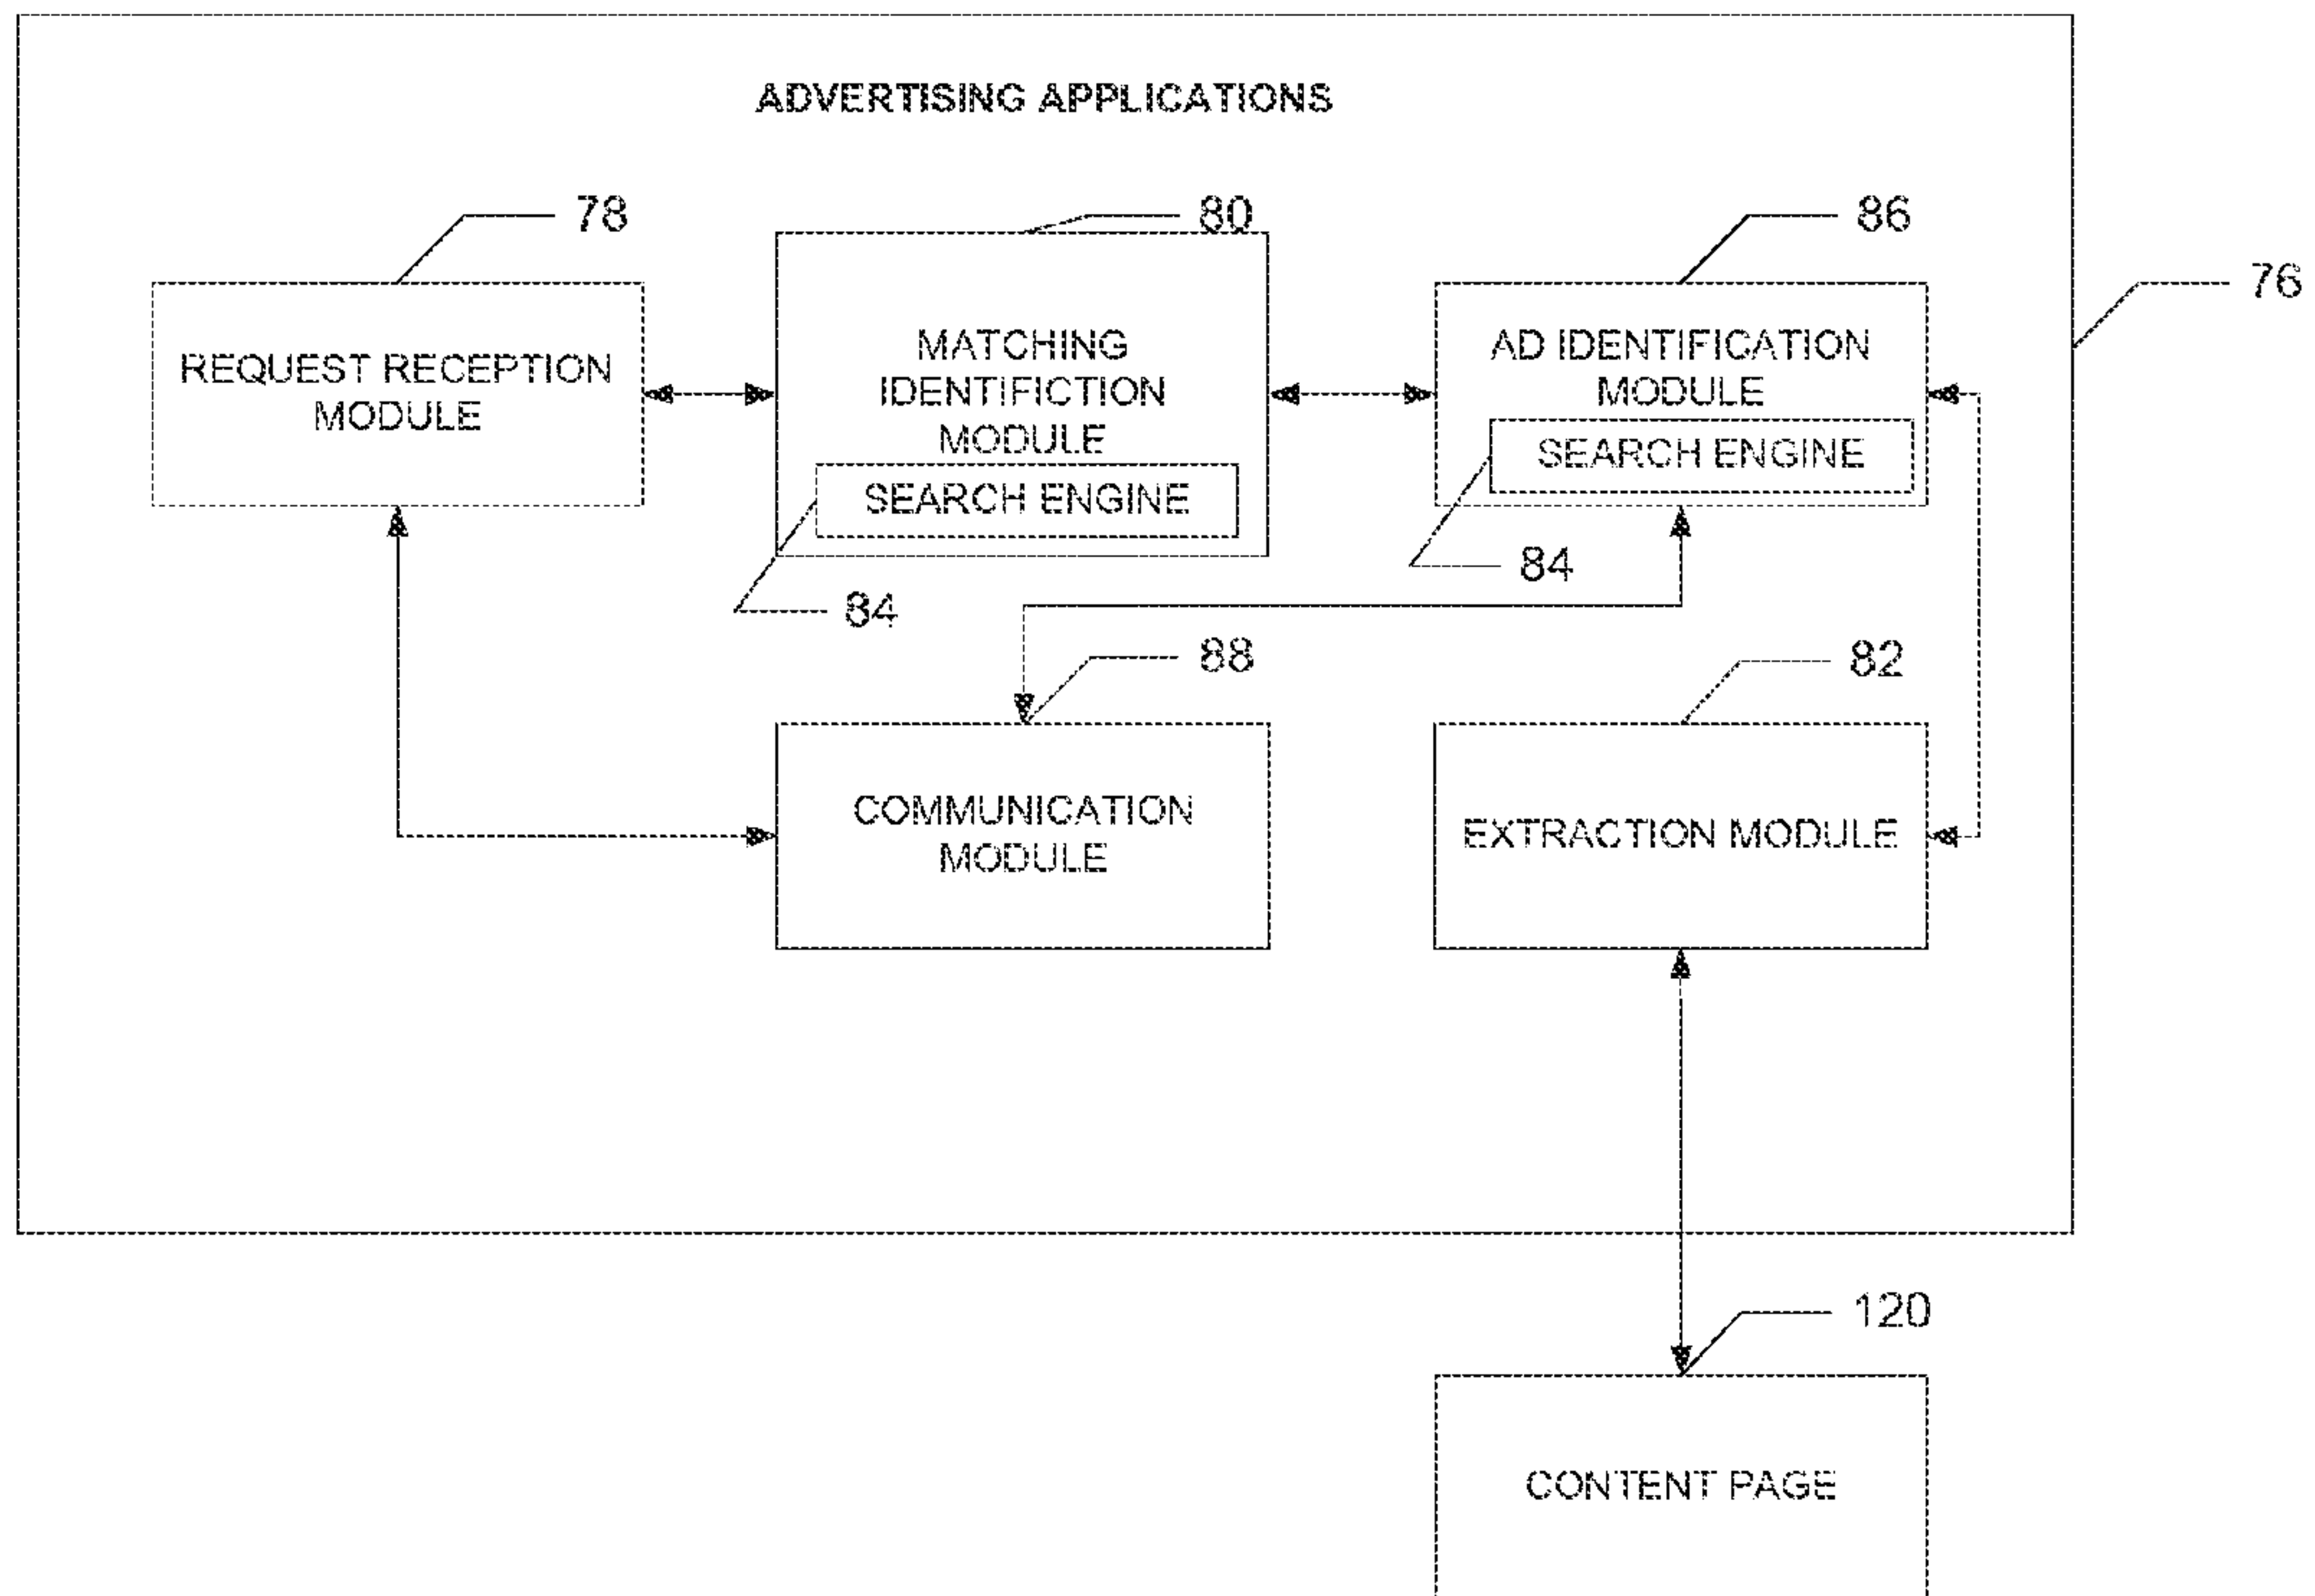 ADVERTISING APPLICATIONS
78
80
86
76
REQUEST RECEPTION
MODULE
MATCHING
IDENTIFICTION
MODULE
SEARCH ENGINE
84
AD IDENTIFICATION
MODULE
SEARCH ENGINE
84
88
82
COMMUNICATION
MODULE
EXTRACTION MODULE
120
CONTENT PAGE